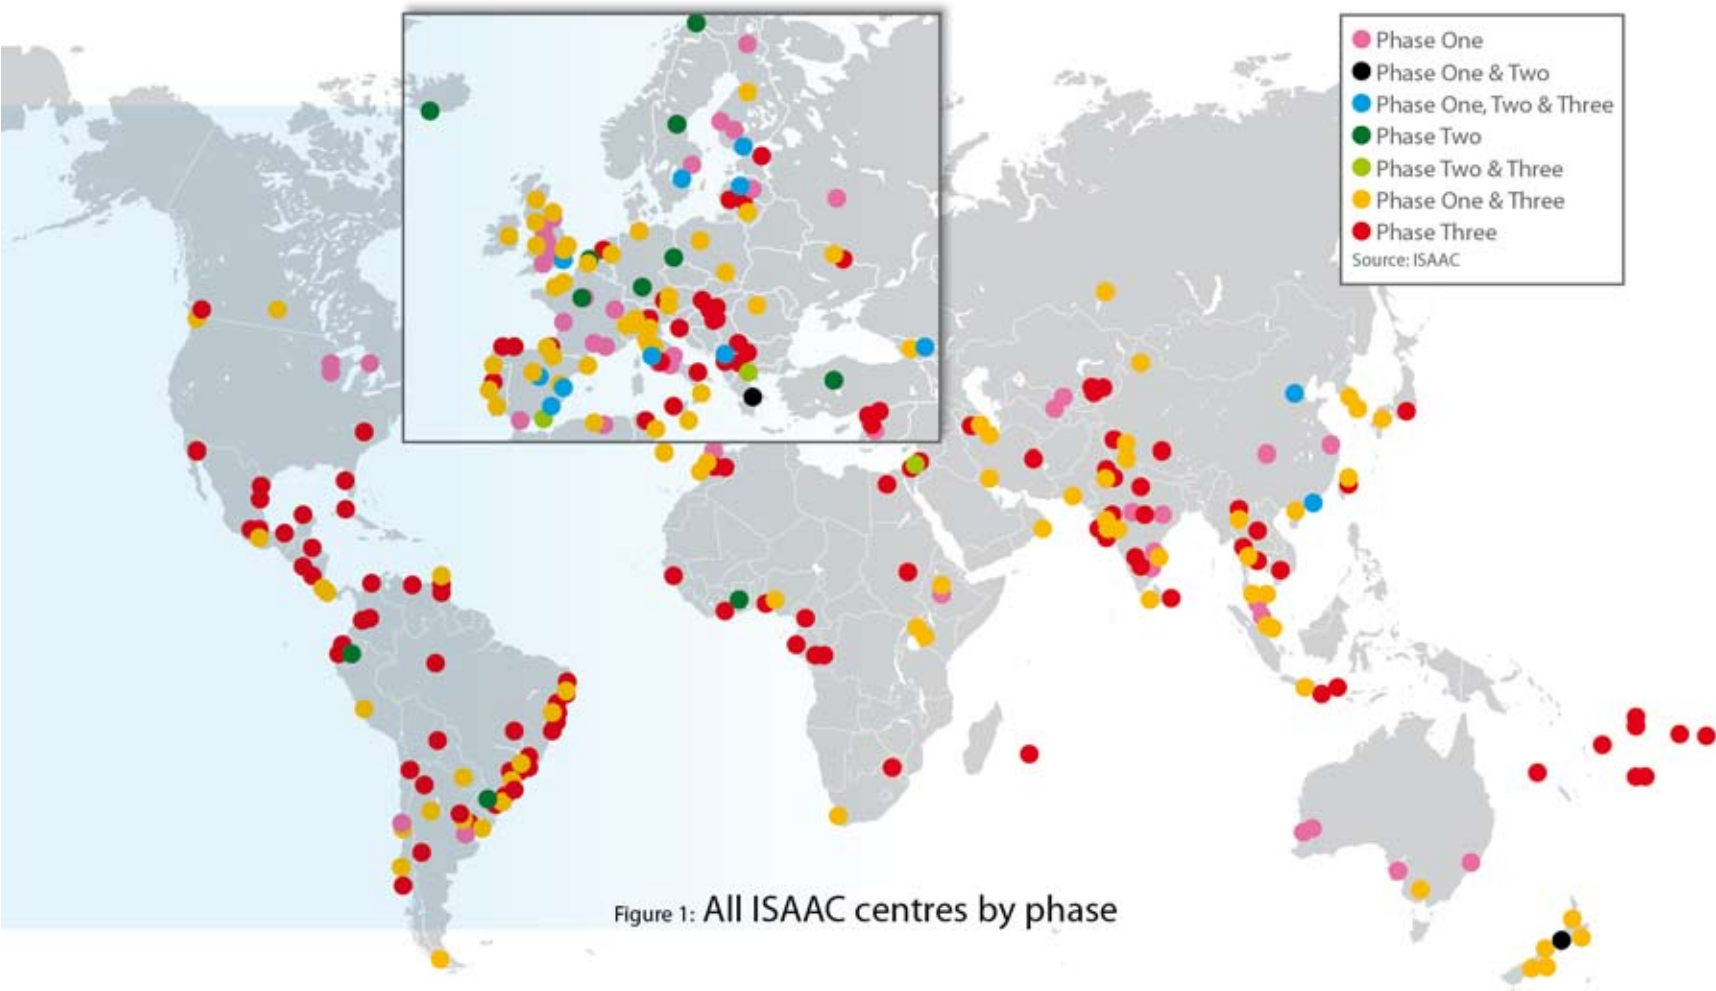 Phase One
Phase One & Two
Phase One, Two & Three
Phase Two
Phase Two & Three
Phase One & Three
Phase Three
Source: ISAAC
Figure 1: All ISAAC centres by phase